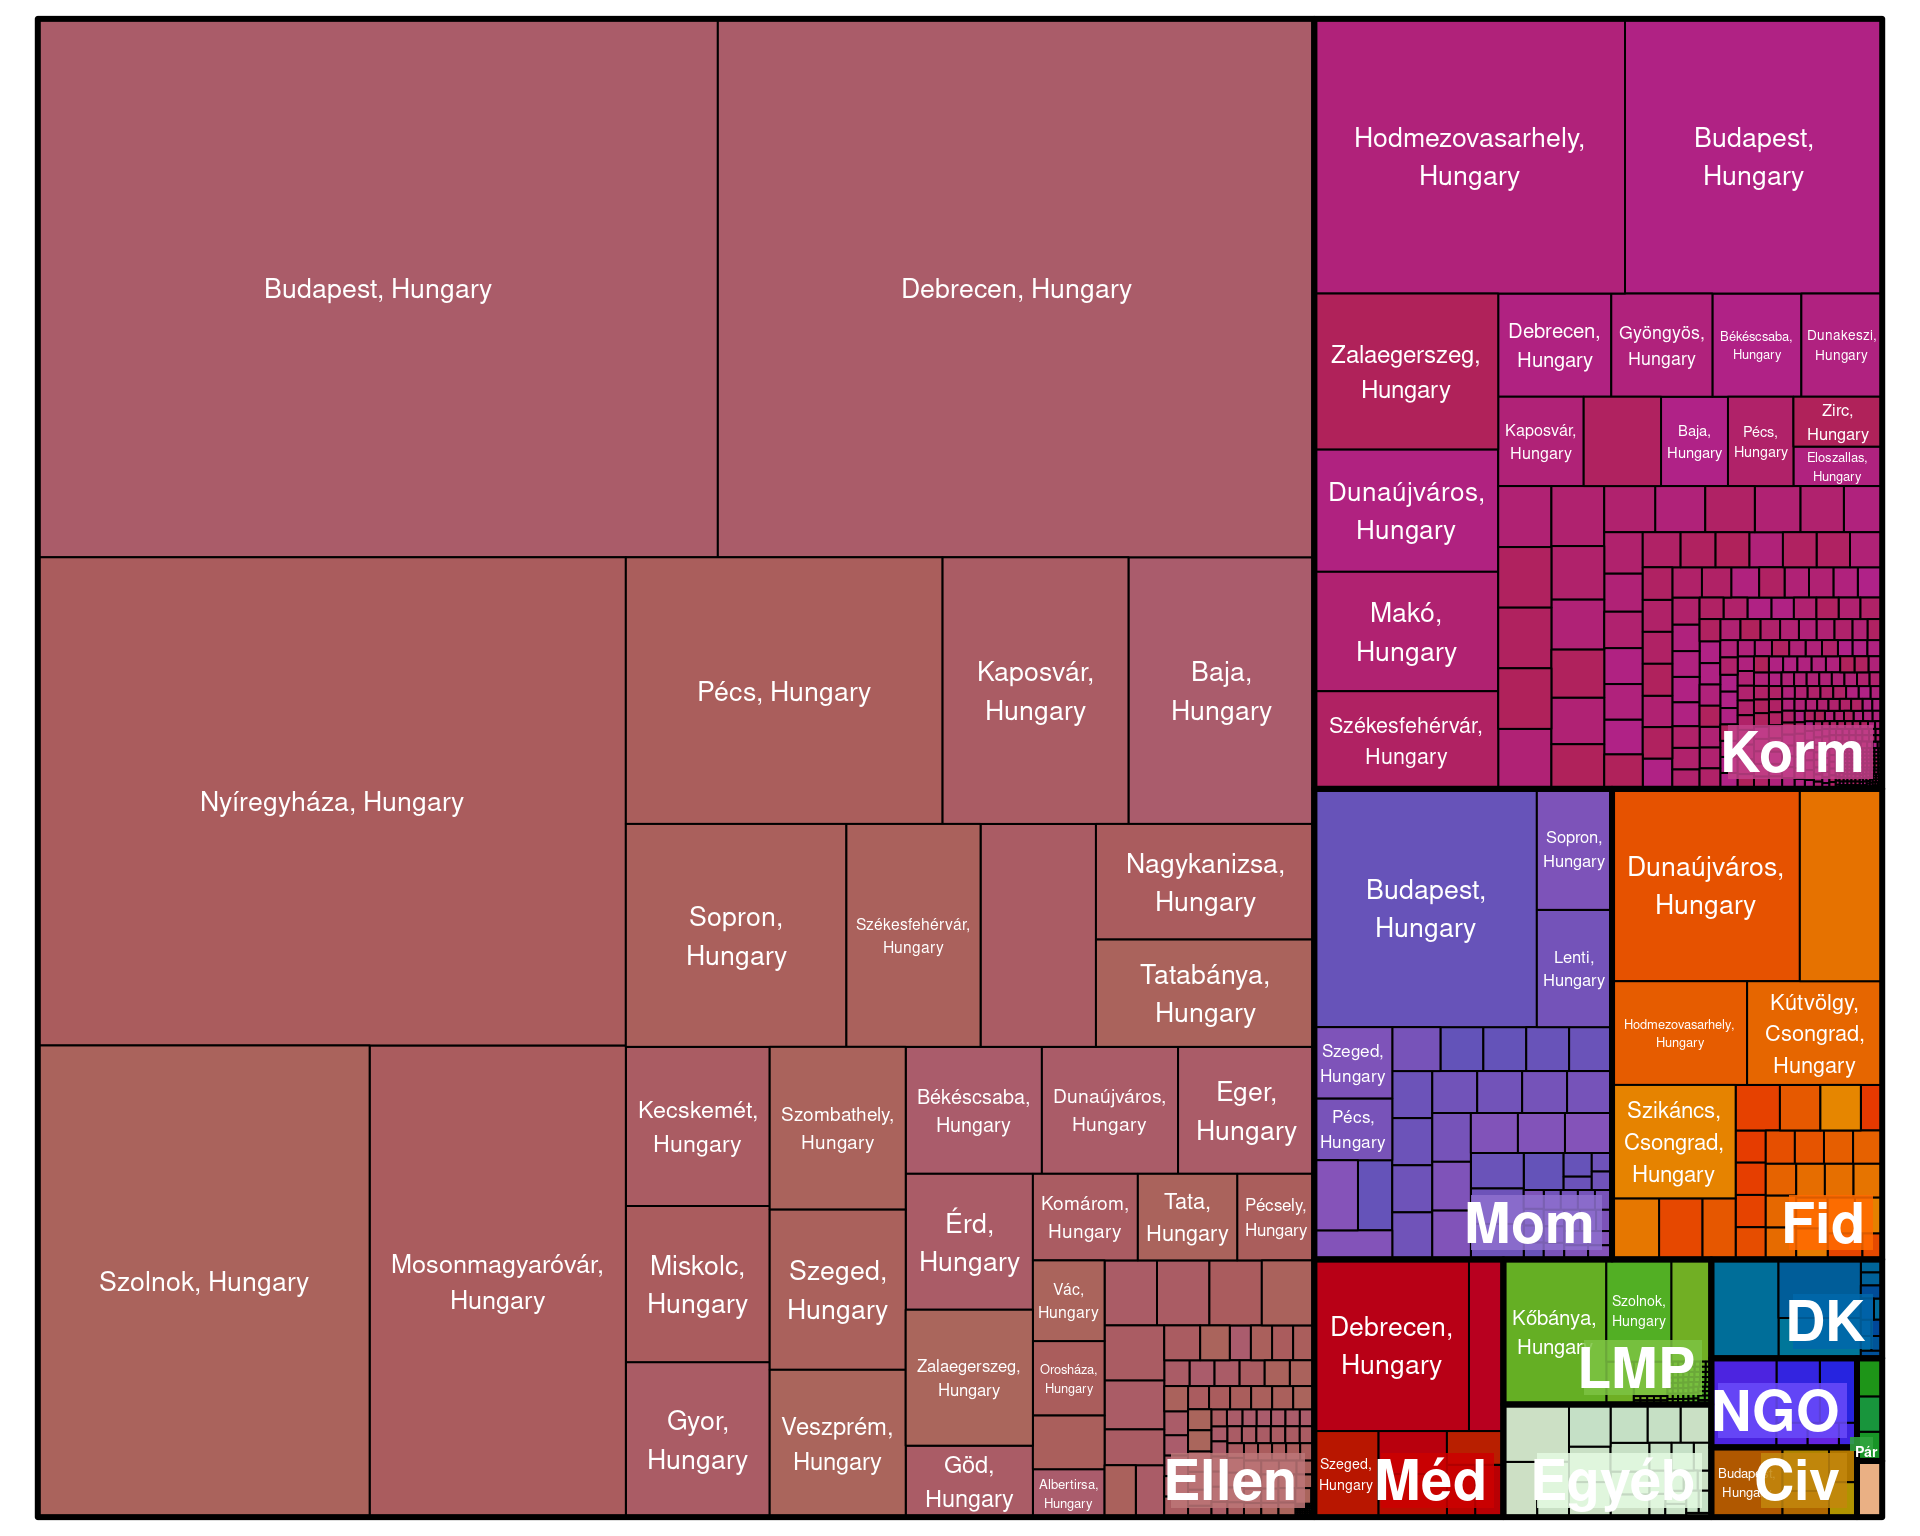 Budapest, Hungary
Debrecen, Hungary
Nyíregyháza, Hungary
Pécs, Hungary
Kaposvár,
Hungary
Baja,
Hungary
Sopron,
Hungary
Székesfehérvár,
Hungary
Nagykanizsa,
Hungary
Tatabánya,
Hungary
Szolnok, Hungary
Mosonmagyaróvár,
Hungary
Kecskemét,
Hungary
Miskolc,
Hungary
Gyor,
Hungary
Szombathely,
Hungary
Szeged,
Hungary
Veszprém,
Hungary
Békéscsaba,
Hungary
Dunaújváros,
Hungary
Eger,
Hungary
Érd,
Hungary
Zalaegerszeg,
Hungary
Göd,
Hungary
Komárom,
Hungary
Tata,
Hungary
Pécsely,
Hungary
Vác,
Hungary
Orosháza,
Hungary
Albertirsa,
Hungary
Ellen
Hodmezovasarhely,
Hungary
Budapest,
Hungary
Zalaegerszeg,
Hungary
Dunaújváros,
Hungary
Makó,
Hungary
Székesfehérvár,
Hungary
Debrecen,
Hungary
Gyöngyös,
Hungary
Békéscsaba,
Hungary
Dunakeszi,
Hungary
Kaposvár,
Hungary
Baja,
Hungary
Pécs,
Hungary
Zirc,
Hungary
Eloszallas,
Hungary
Korm
Budapest,
Hungary
Sopron,
Hungary
Lenti,
Hungary
Szeged,
Hungary
Pécs,
Hungary
Mom
Dunaújváros,
Hungary
Hodmezovasarhely,
Hungary
Kútvölgy,
Csongrad,
Hungary
Szikáncs,
Csongrad,
Hungary
Fid
Debrecen,
Hungary
Szeged,
Hungary
Méd
Kőbánya,
Hungary
Szolnok,
Hungary
LMP
Egyéb
DK
NGO
Pár
Budapest,
Hungary
Civ